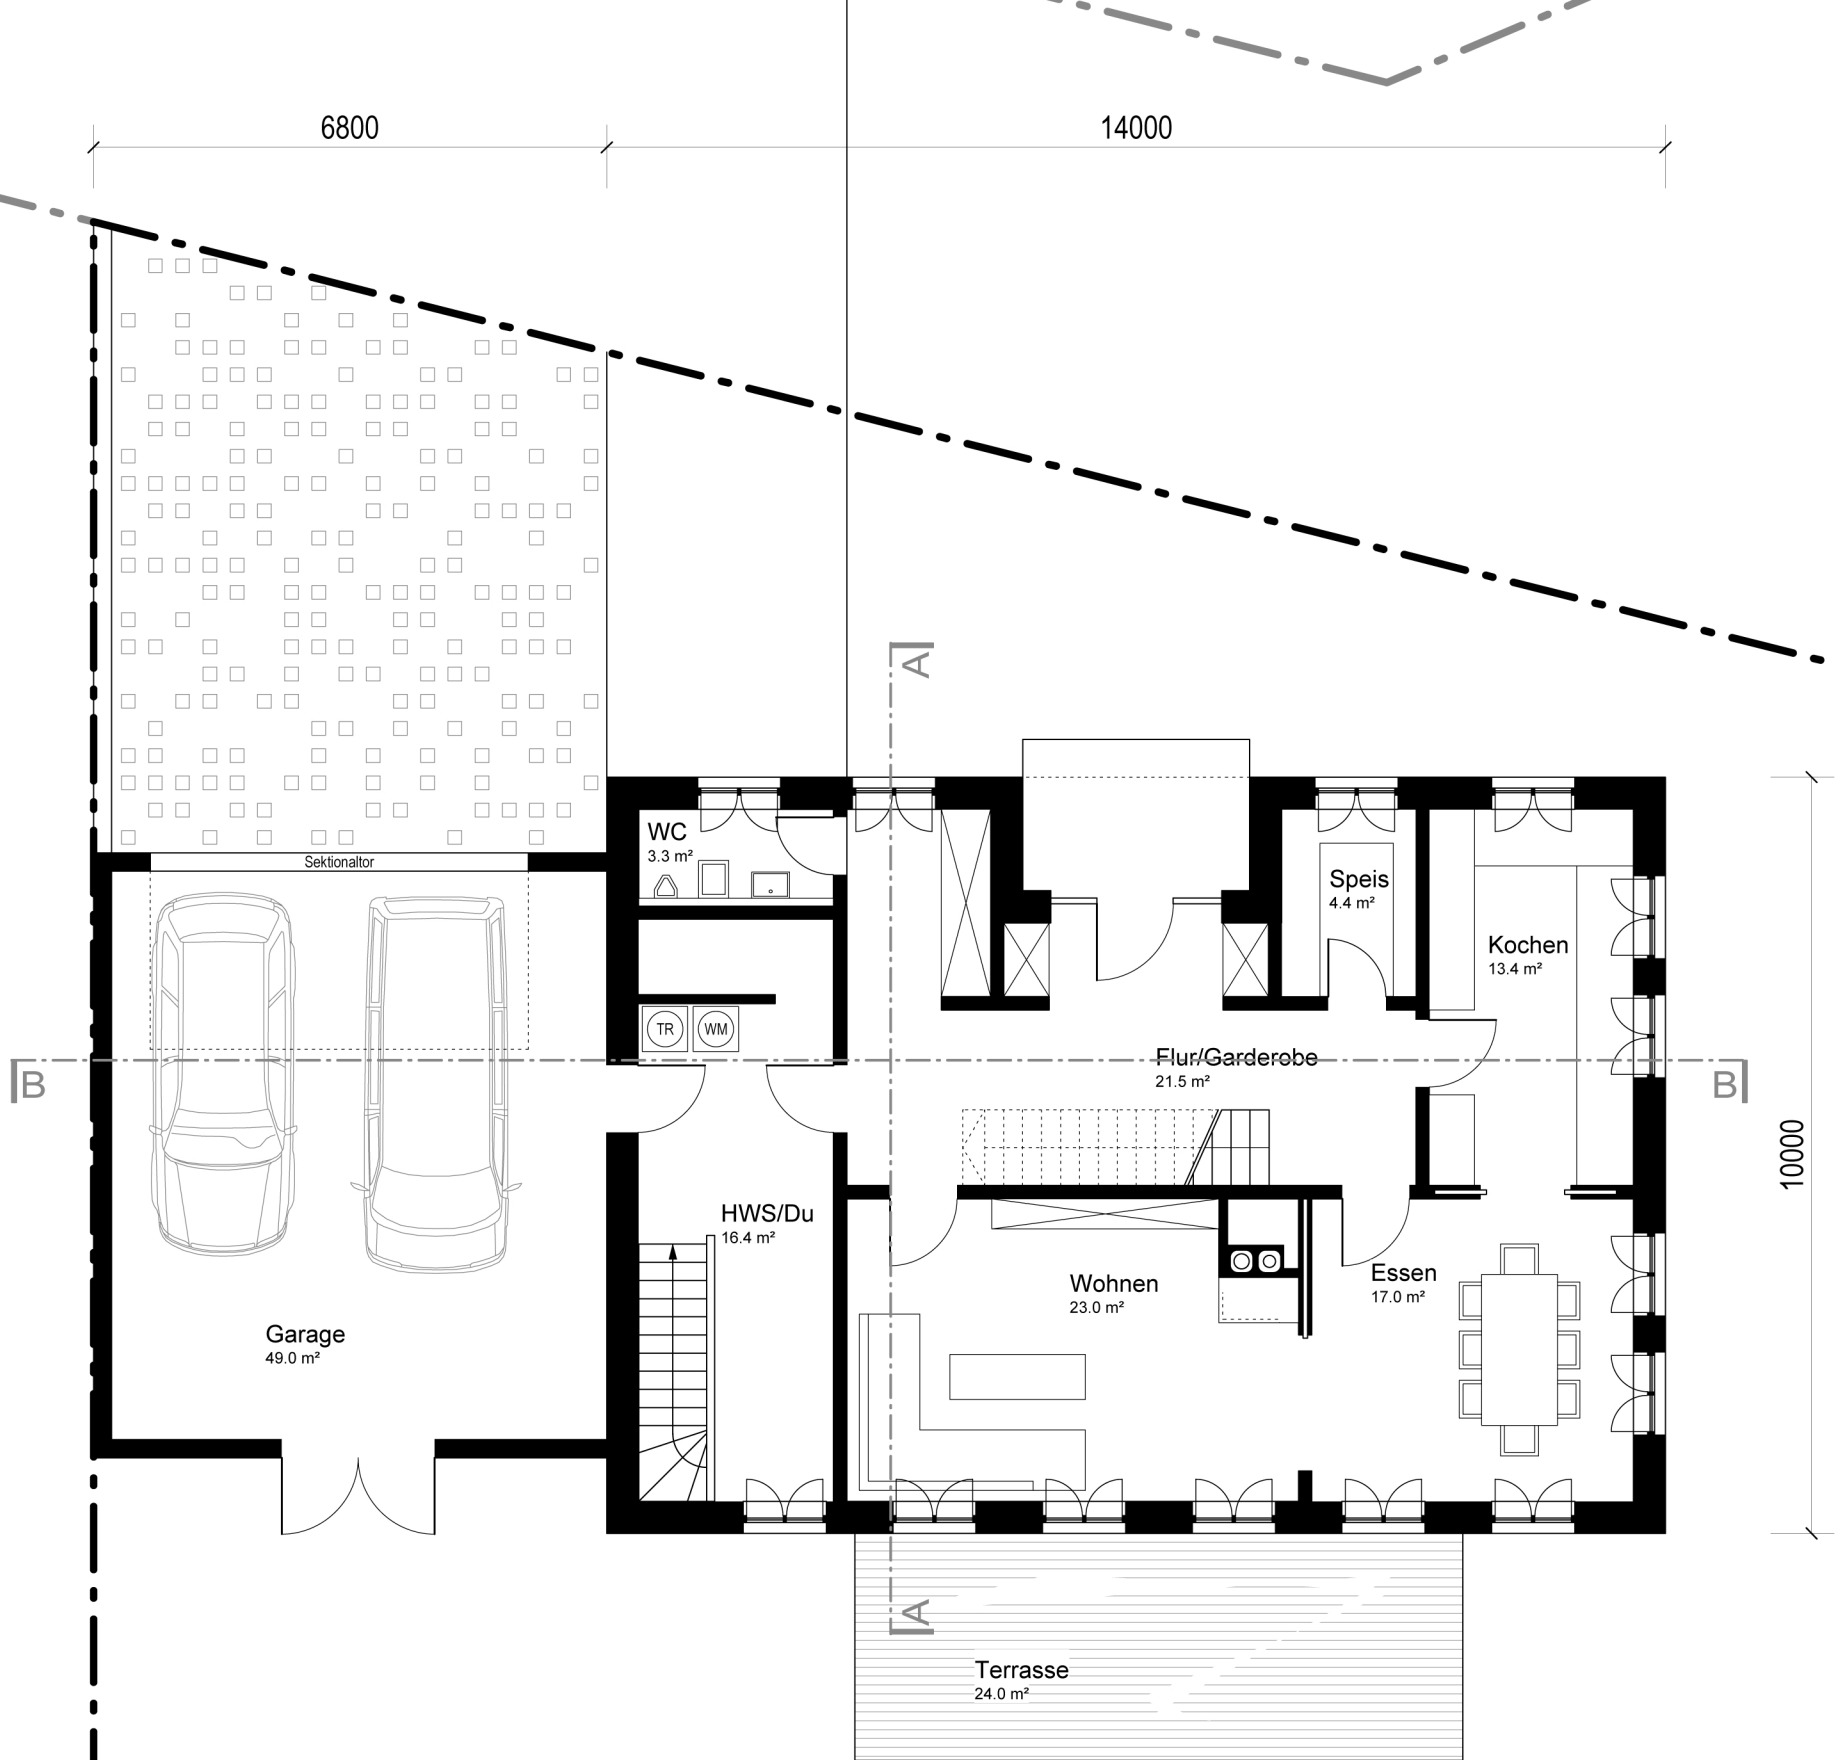 6800
14000
Sektionaltor
A
WC
3.3 m²
Speis
4.4 m²
Kochen
13.4 m²
TR
WM
B
Flur/Garderobe
21.5 m²
B
10000
HWS/Du
16.4 m²
Wohnen
23.0 m²
Essen
17.0 m²
Garage
49.0 m²
A
Terrasse
24.0 m²